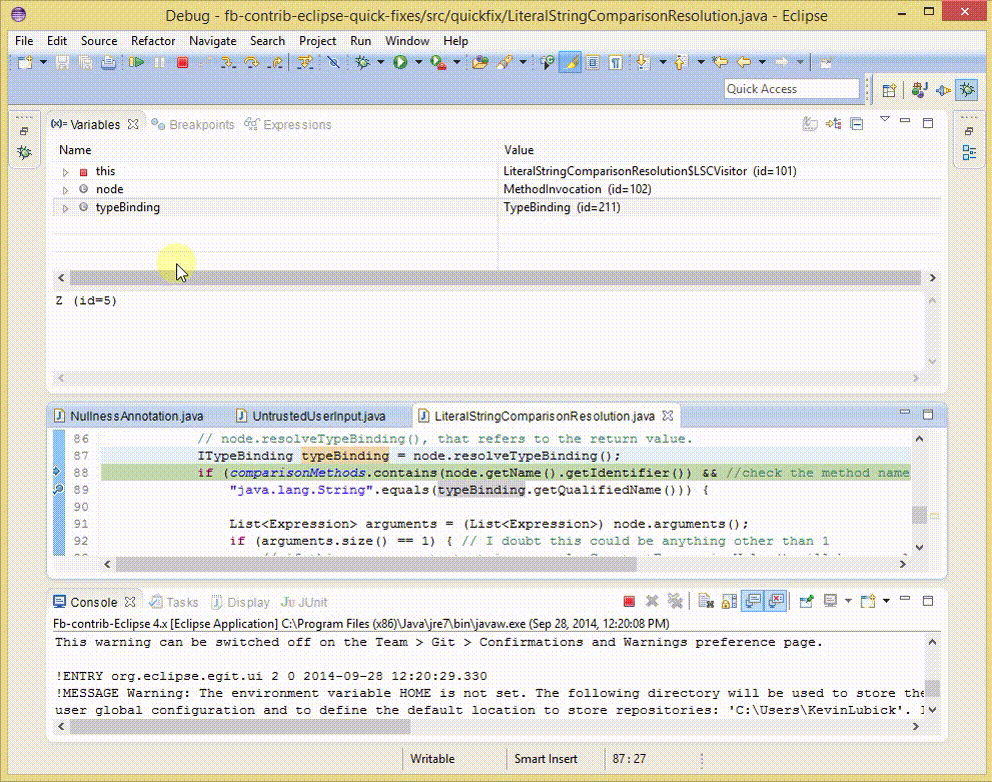 Debug - fb-contrib-eclipse-quick-fixes/src/quickfix/LiteralStringComparisonResolution.java - Eclipse
File Edit Source Refactor Navigate Search Project Run Window Help
Quick Access
(x)= Variables Breakpoints Expressions
Name Value
this LiteralStringComparisonResolution$LSCVisitor (id=101)
node MethodInvocation (id=102)
typeBinding TypeBinding (id=211)
Z (id=5)
NullnessAnnotation.java UntrustedUserInput.java LiteralStringComparisonResolution.java
86 // node.resolveTypeBinding(), that refers to the return value.
87 ITypeBinding typeBinding = node.resolveTypeBinding();
88 if (comparisonMethods.contains(node.getName().getIdentifier()) && //check the method name
89 "java.lang.String".equals(typeBinding.getQualifiedName())) {
90
91 List<Expression> arguments = (List<Expression>) node.arguments();
92 if (arguments.size() == 1) { // I doubt this could be anything other than 1
Console Tasks Display JUnit
Fb-contrib-Eclipse 4.x [Eclipse Application] C:\Program Files (x86)\Java\jre7\bin\javaw.exe (Sep 28, 2014, 12:20:08 PM)
This warning can be switched off on the Team > Git > Confirmations and Warnings preference page.
!ENTRY org.eclipse.egit.ui 2 0 2014-09-28 12:20:29.330
!MESSAGE Warning: The environment variable HOME is not set. The following directory will be used to store the
user global configuration and to define the default location to store repositories: 'C:\Users\KevinLubick'.
Writable Smart Insert 87 : 27